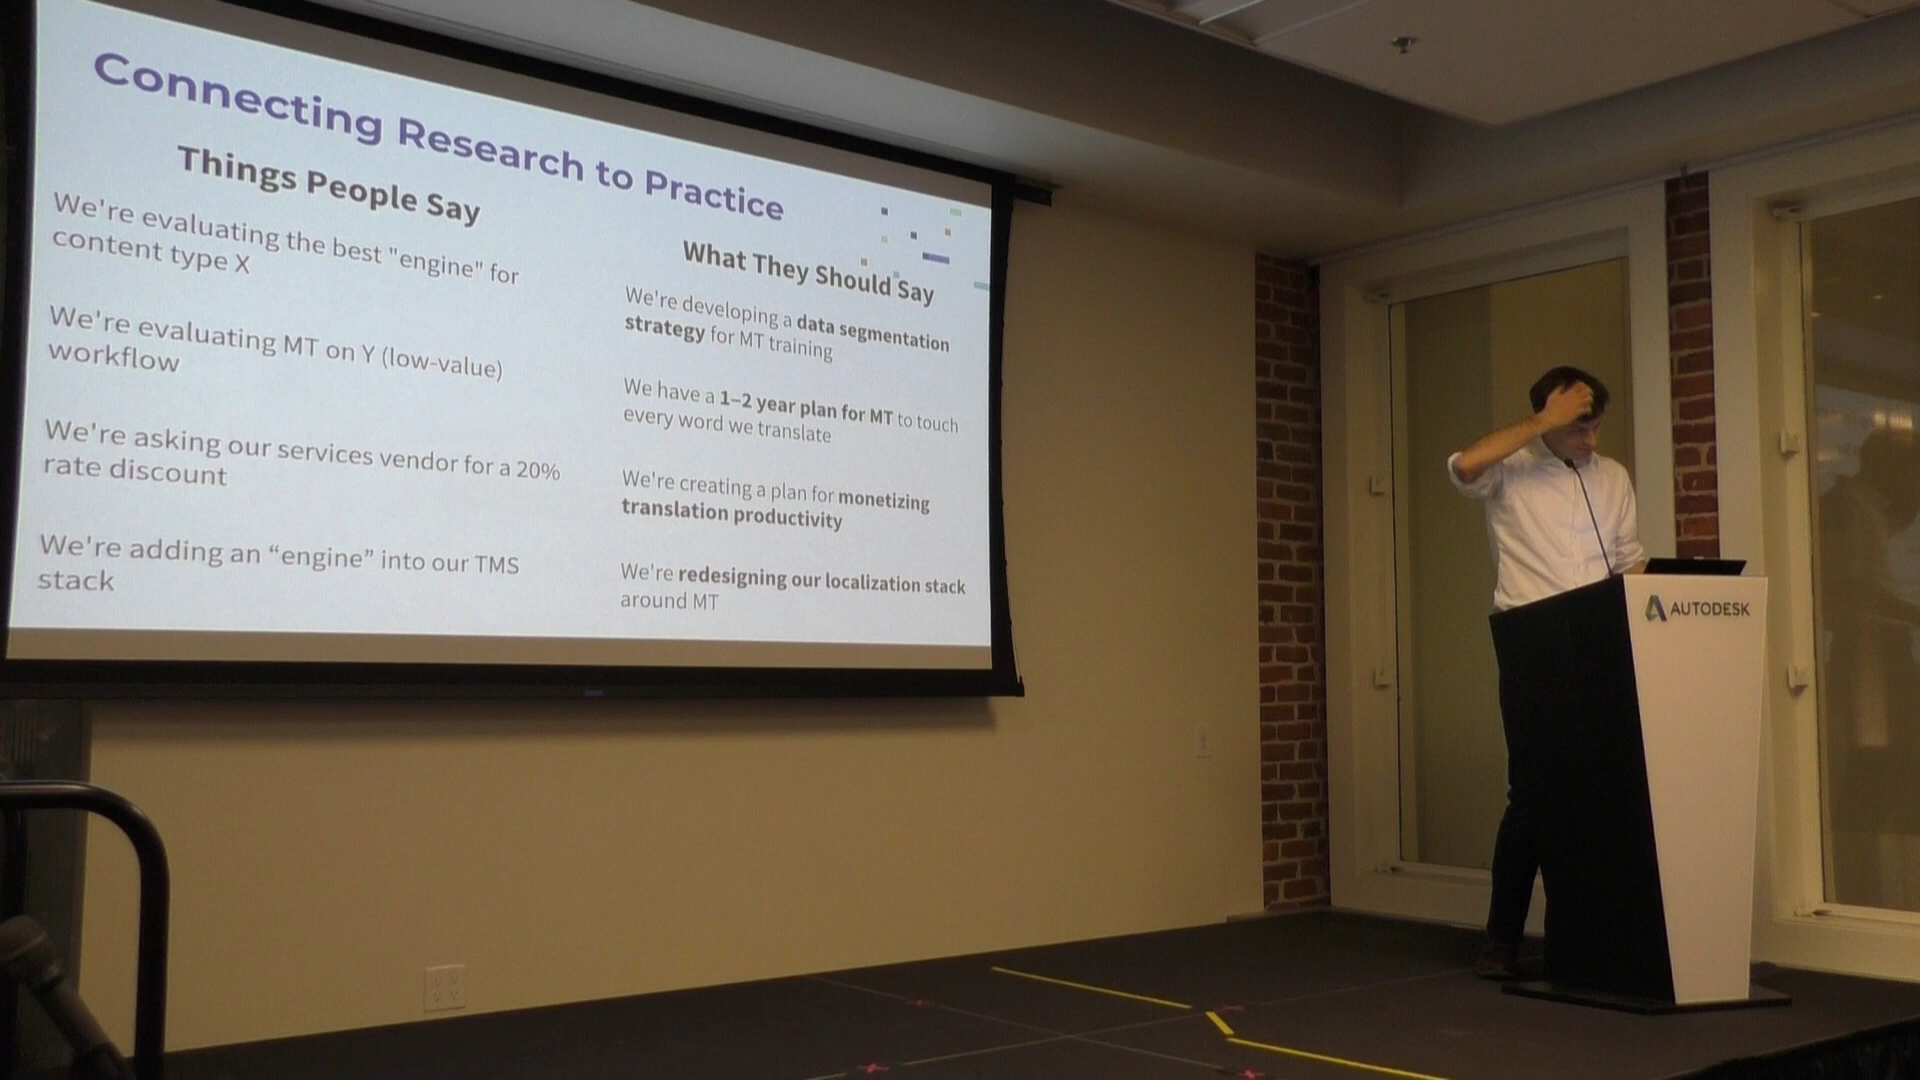 Connecting Research to Practice
Things People Say
We're evaluating the best "engine" for
content type X
We're evaluating MT on Y (low-value)
workflow
We're asking our services vendor for a 20%
rate discount
We're adding an “engine” into our TMS
stack
What They Should Say
We're developing a data segmentation
strategy for MT training
We have a 1–2 year plan for MT to touch
every word we translate
We're creating a plan for monetizing
translation productivity
We're redesigning our localization stack
around MT
AUTODESK